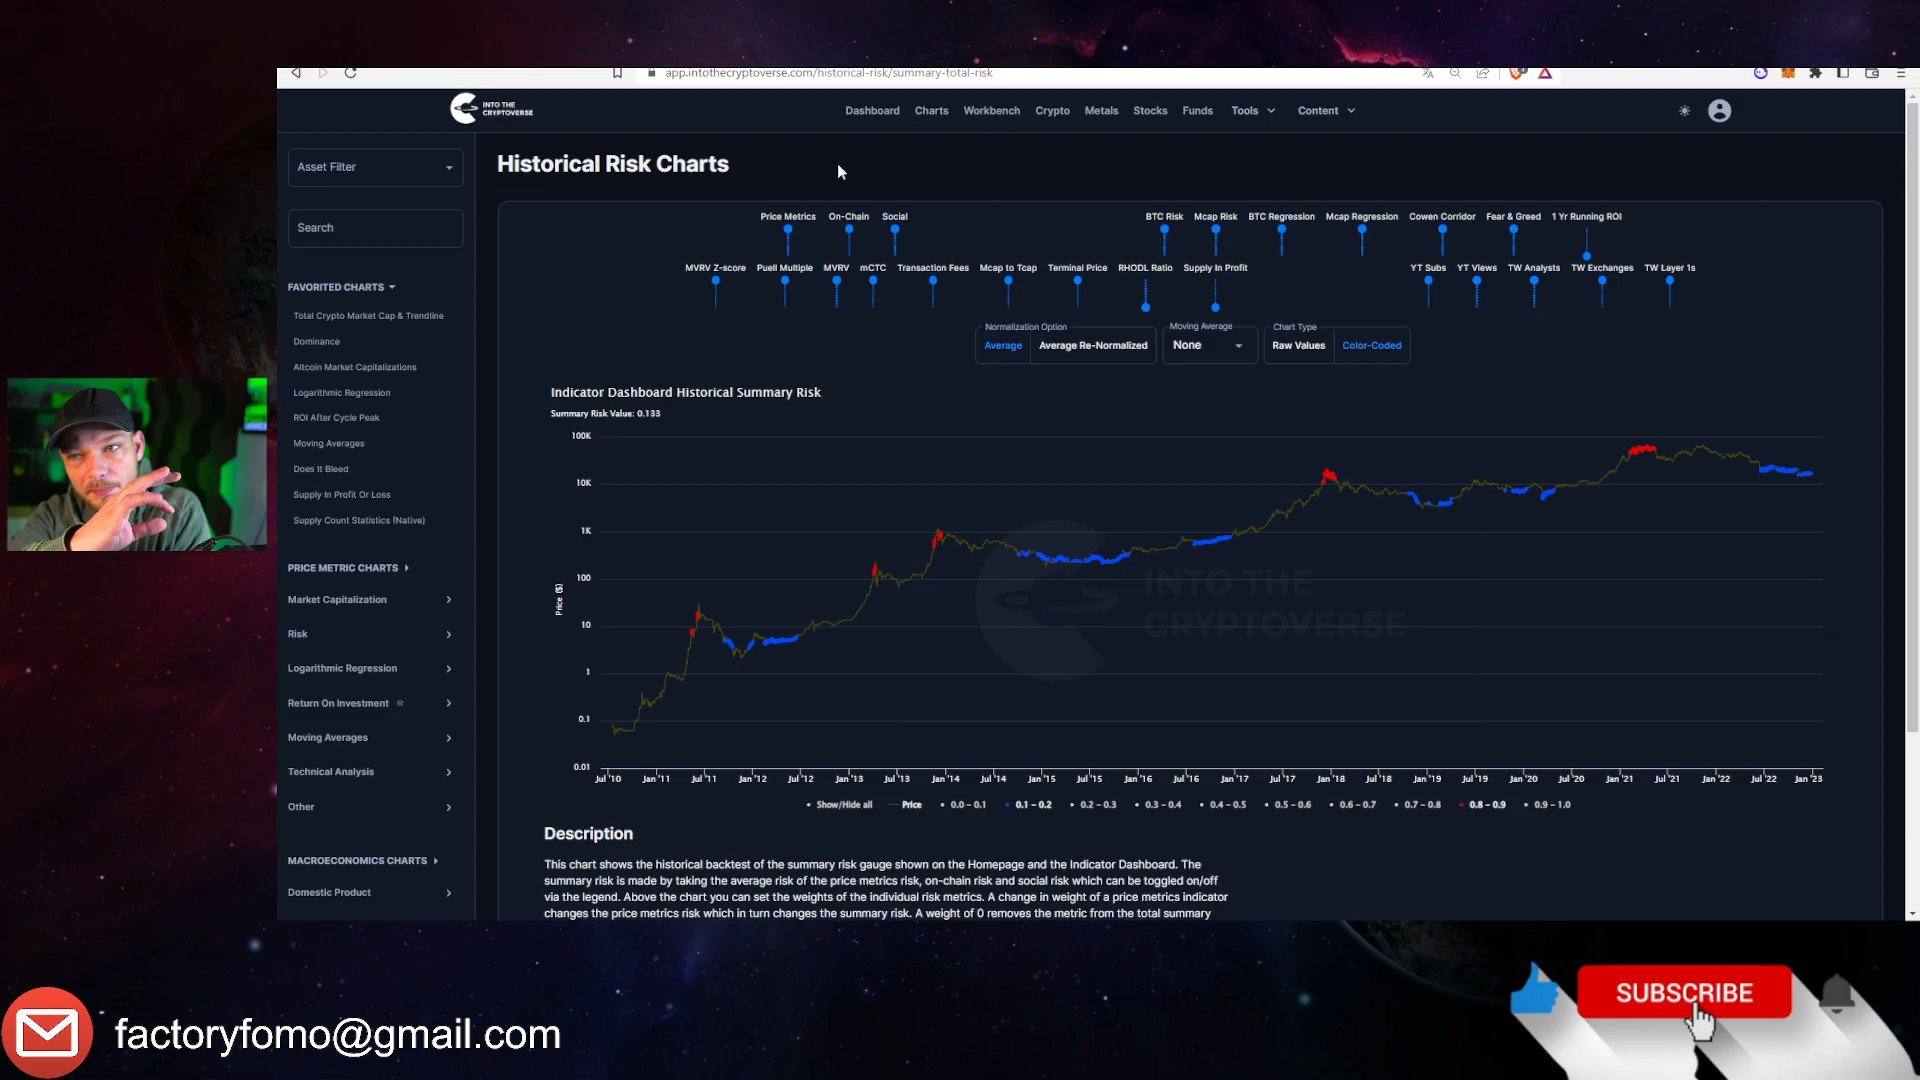 app.intothecryptoverse.com/historical-risk/summary-total-risk
INTO THE
CRYPTOVERSE
Dashboard Charts Workbench Crypto Metals Stocks Funds Tools Content
Asset Filter
Search
FAVORITED CHARTS
Total Crypto Market Cap & Trendline
Dominance
Altcoin Market Capitalizations
Logarithmic Regression
ROI After Cycle Peak
Moving Averages
Does It Bleed
Supply In Profit Or Loss
Supply Count Statistics (Native)
PRICE METRIC CHARTS
Market Capitalization
Risk
Logarithmic Regression
Return On Investment
Moving Averages
Technical Analysis
Other
MACROECONOMICS CHARTS
Domestic Product
Historical Risk Charts
Price Metrics On-Chain Social BTC Risk Mcap Risk BTC Regression Mcap Regression Cowen Corridor Fear & Greed 1 Yr Running ROI
MVRV Z-score Puell Multiple MVRV mCTC Transaction Fees Mcap to Tcap Terminal Price RHODL Ratio Supply In Profit YT Subs YT Views TW Analysts TW Exchanges TW Layer 1s
Normalization Option Moving Average Chart Type
Average Average Re-Normalized None Raw Values Color-Coded
Indicator Dashboard Historical Summary Risk
Summary Risk Value: 0.133
100K
10K
1K
100
10
1
0.1
0.01
Price ($)
INTO THE
CRYPTOVERSE
Jul '10 Jan '11 Jul '11 Jan '12 Jul '12 Jan '13 Jul '13 Jan '14 Jul '14 Jan '15 Jul '15 Jan '16 Jul '16 Jan '17 Jul '17 Jan '18 Jul '18 Jan '19 Jul '19 Jan '20 Jul '20 Jan '21 Jul '21 Jan '22 Jul '22 Jan '23
Show/Hide all Price 0.0 – 0.1 0.1 – 0.2 0.2 – 0.3 0.3 – 0.4 0.4 – 0.5 0.5 – 0.6 0.6 – 0.7 0.7 – 0.8 0.8 – 0.9 0.9 – 1.0
Description
This chart shows the historical backtest of the summary risk gauge shown on the Homepage and the Indicator Dashboard. The
summary risk is made by taking the average risk of the price metrics risk, on-chain risk and social risk which can be toggled on/off
via the legend. Above the chart you can set the weights of the individual risk metrics. A change in weight of a price metrics indicator
changes the price metrics risk which in turn changes the summary risk. A weight of 0 removes the metric from the total summary
factoryfomo@gmail.com
SUBSCRIBE